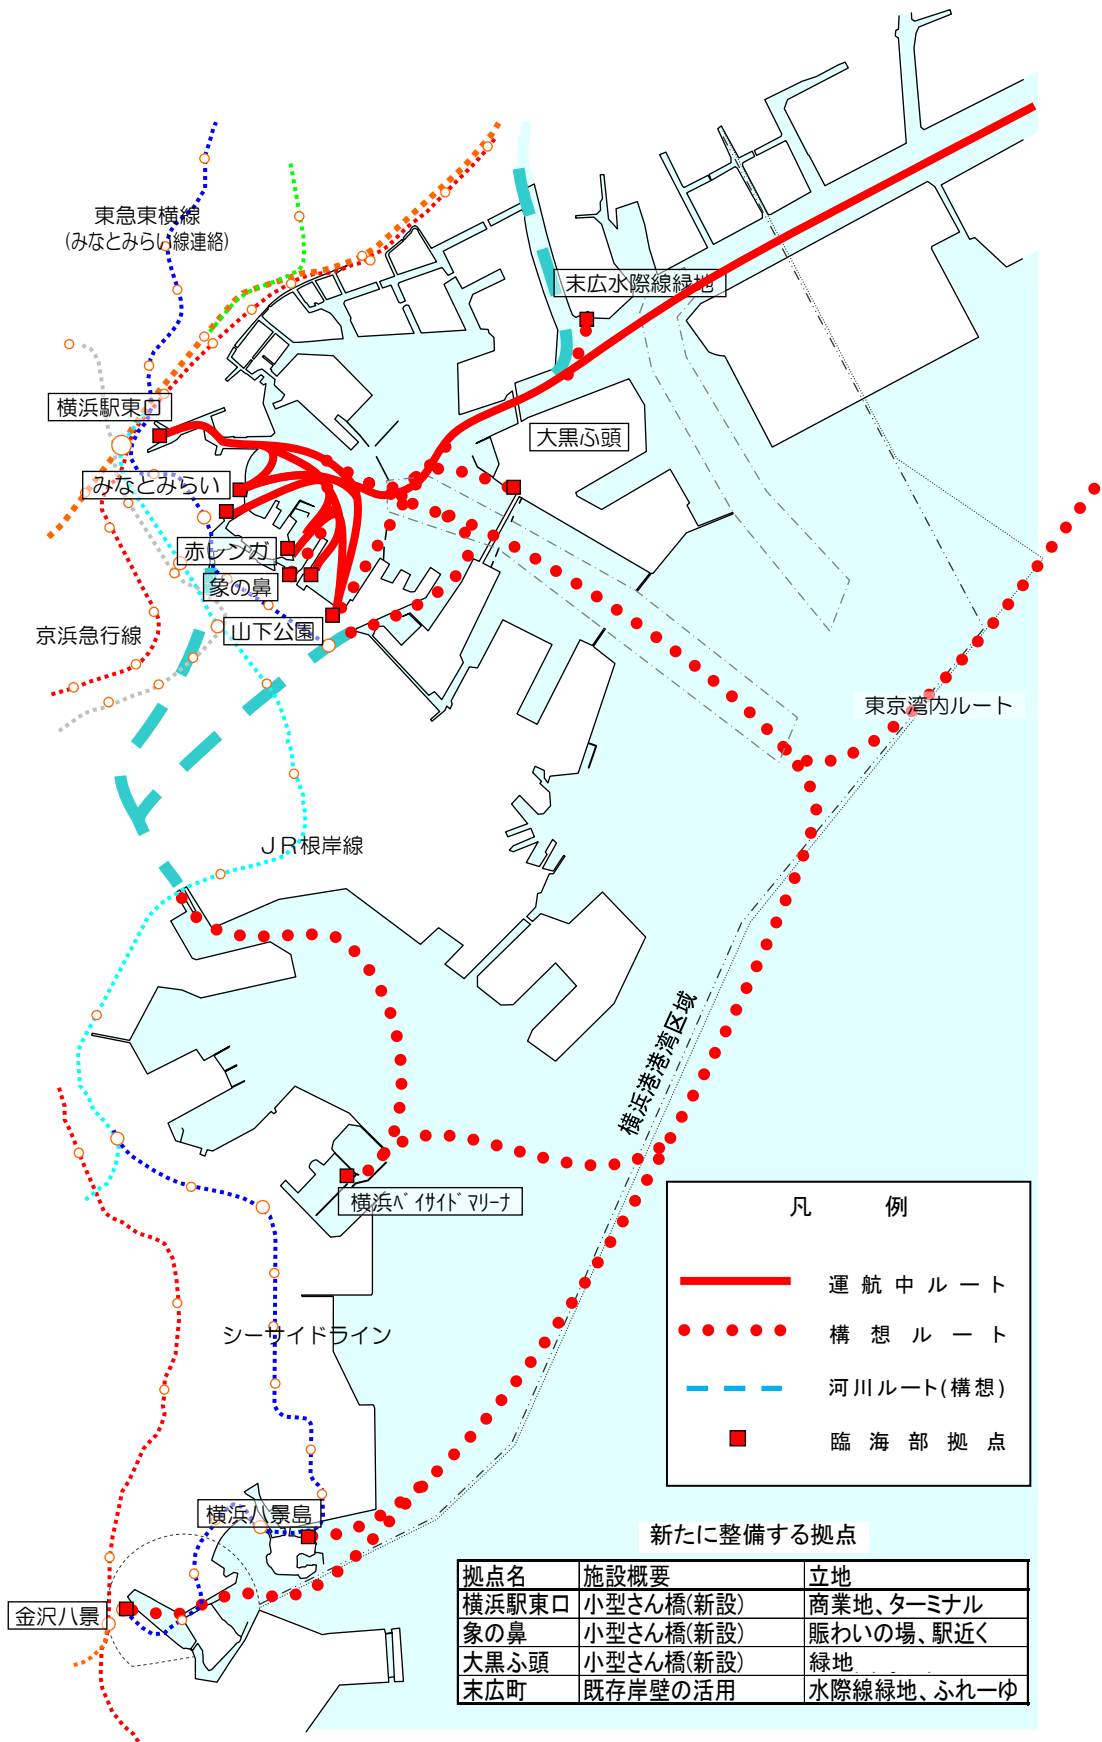 東急東横線
(みなとみらい線連絡)
末広水際線緑地
横浜駅東口
大黒ふ頭
みなとみらい
赤レンガ
象の鼻
山下公園
京浜急行線
東京湾内ルート
JR根岸線
横浜港港湾区域
横浜ベイサイドマリーナ
シーサイドライン
横浜八景島
金沢八景
凡 例
運航中ルート
構想ルート
河川ルート(構想)
臨海部拠点
新たに整備する拠点
拠点名 施設概要 立地
横浜駅東口 小型さん橋(新設) 商業地、ターミナル
象の鼻 小型さん橋(新設) 賑わいの場、駅近く
大黒ふ頭 小型さん橋(新設) 緑地
末広町 既存岸壁の活用 水際線緑地、ふれーゆ